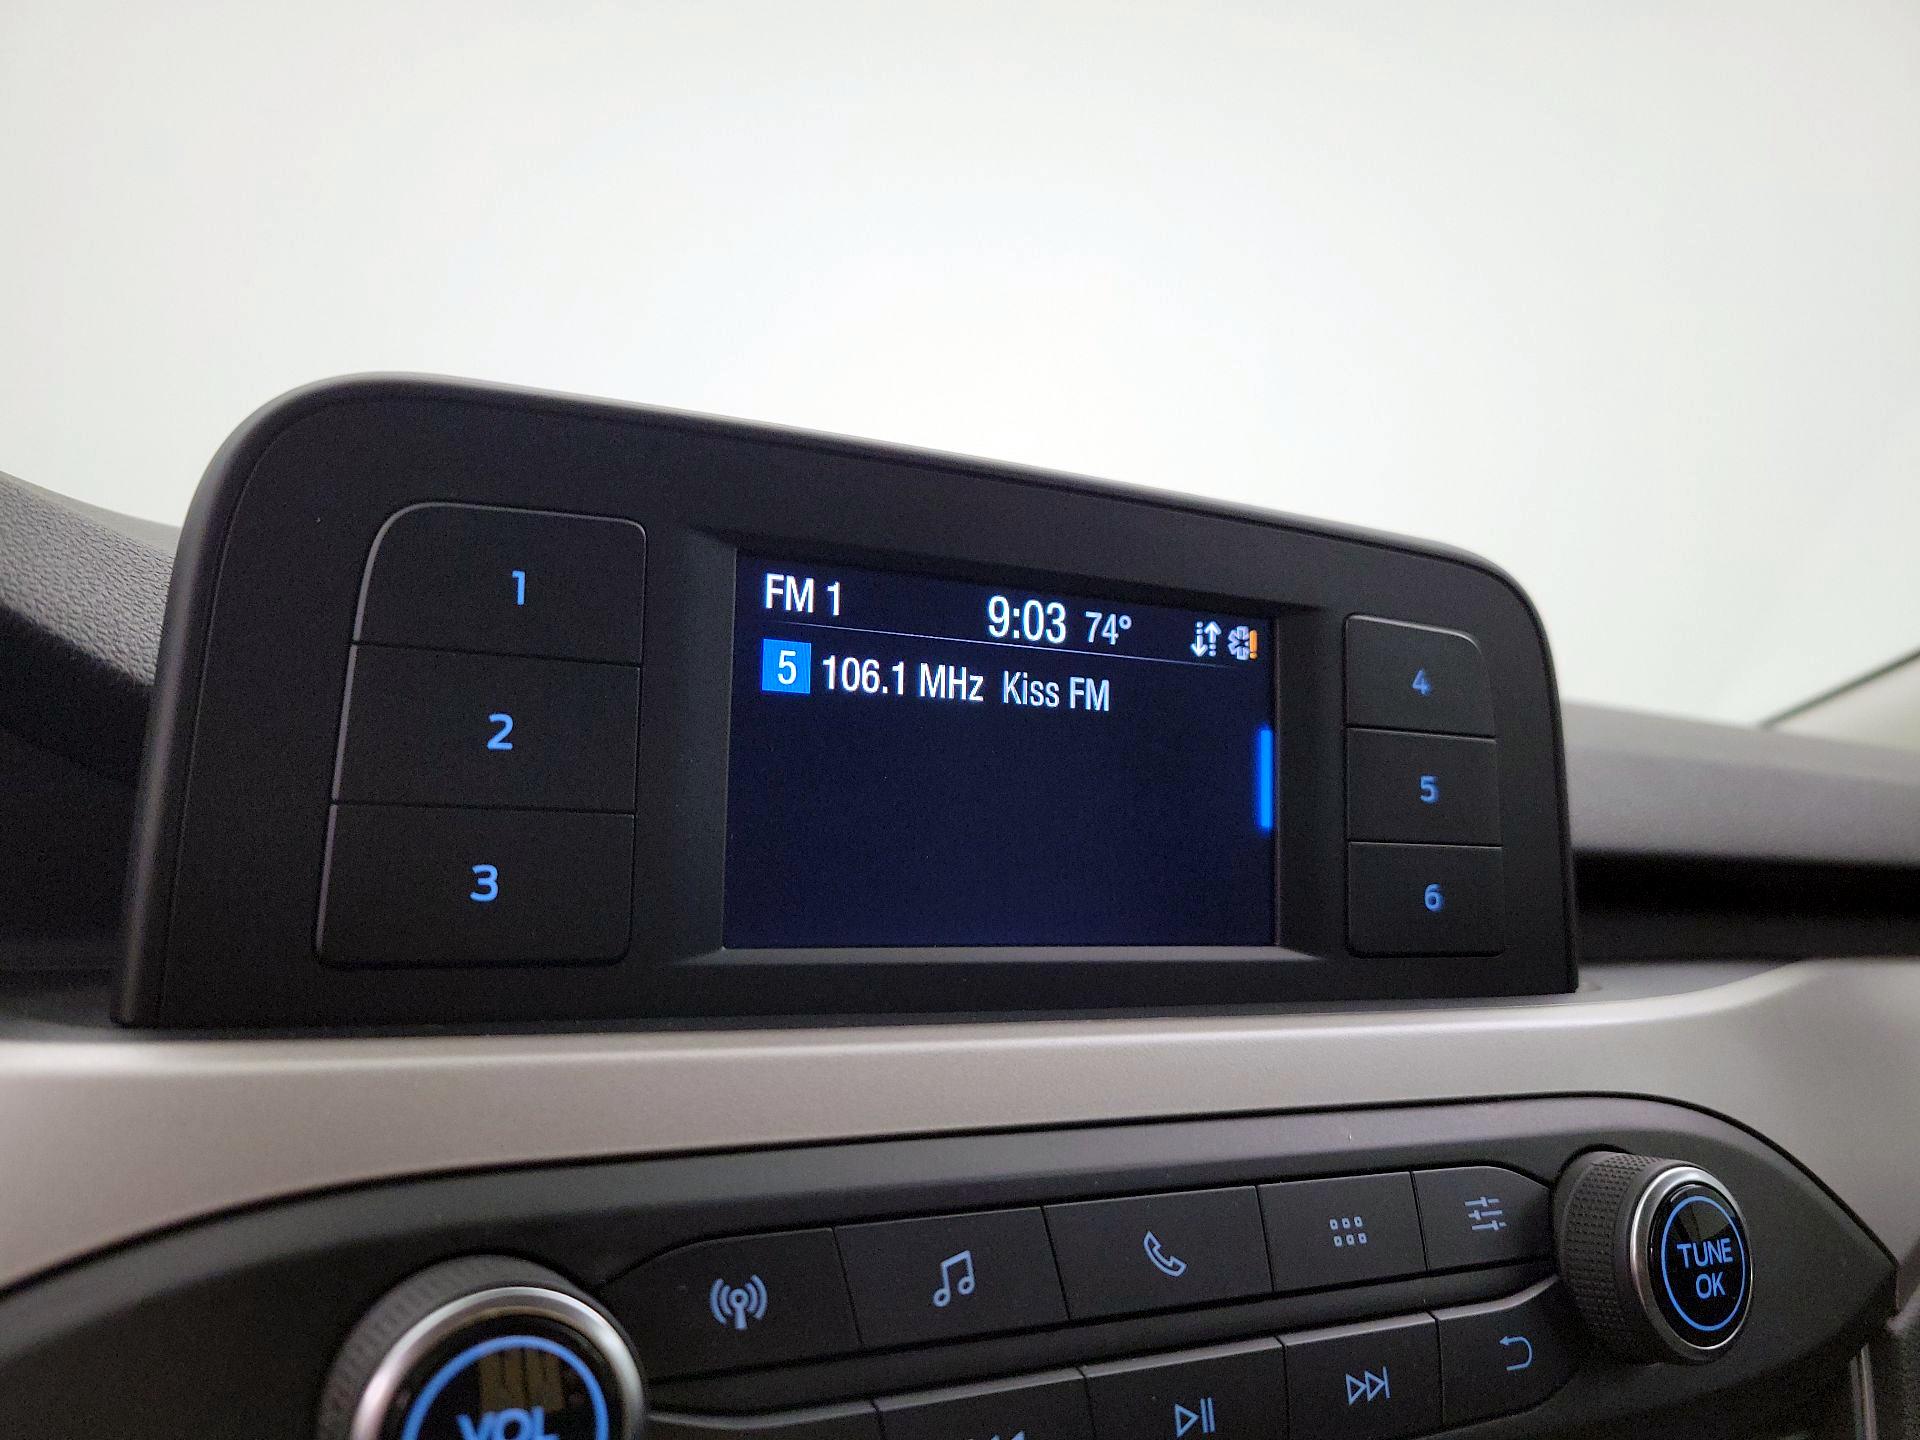 FM 1
9:03 74°
5 106.1 MHz Kiss FM
1
2
3
4
5
6
TUNE
OK
VOL